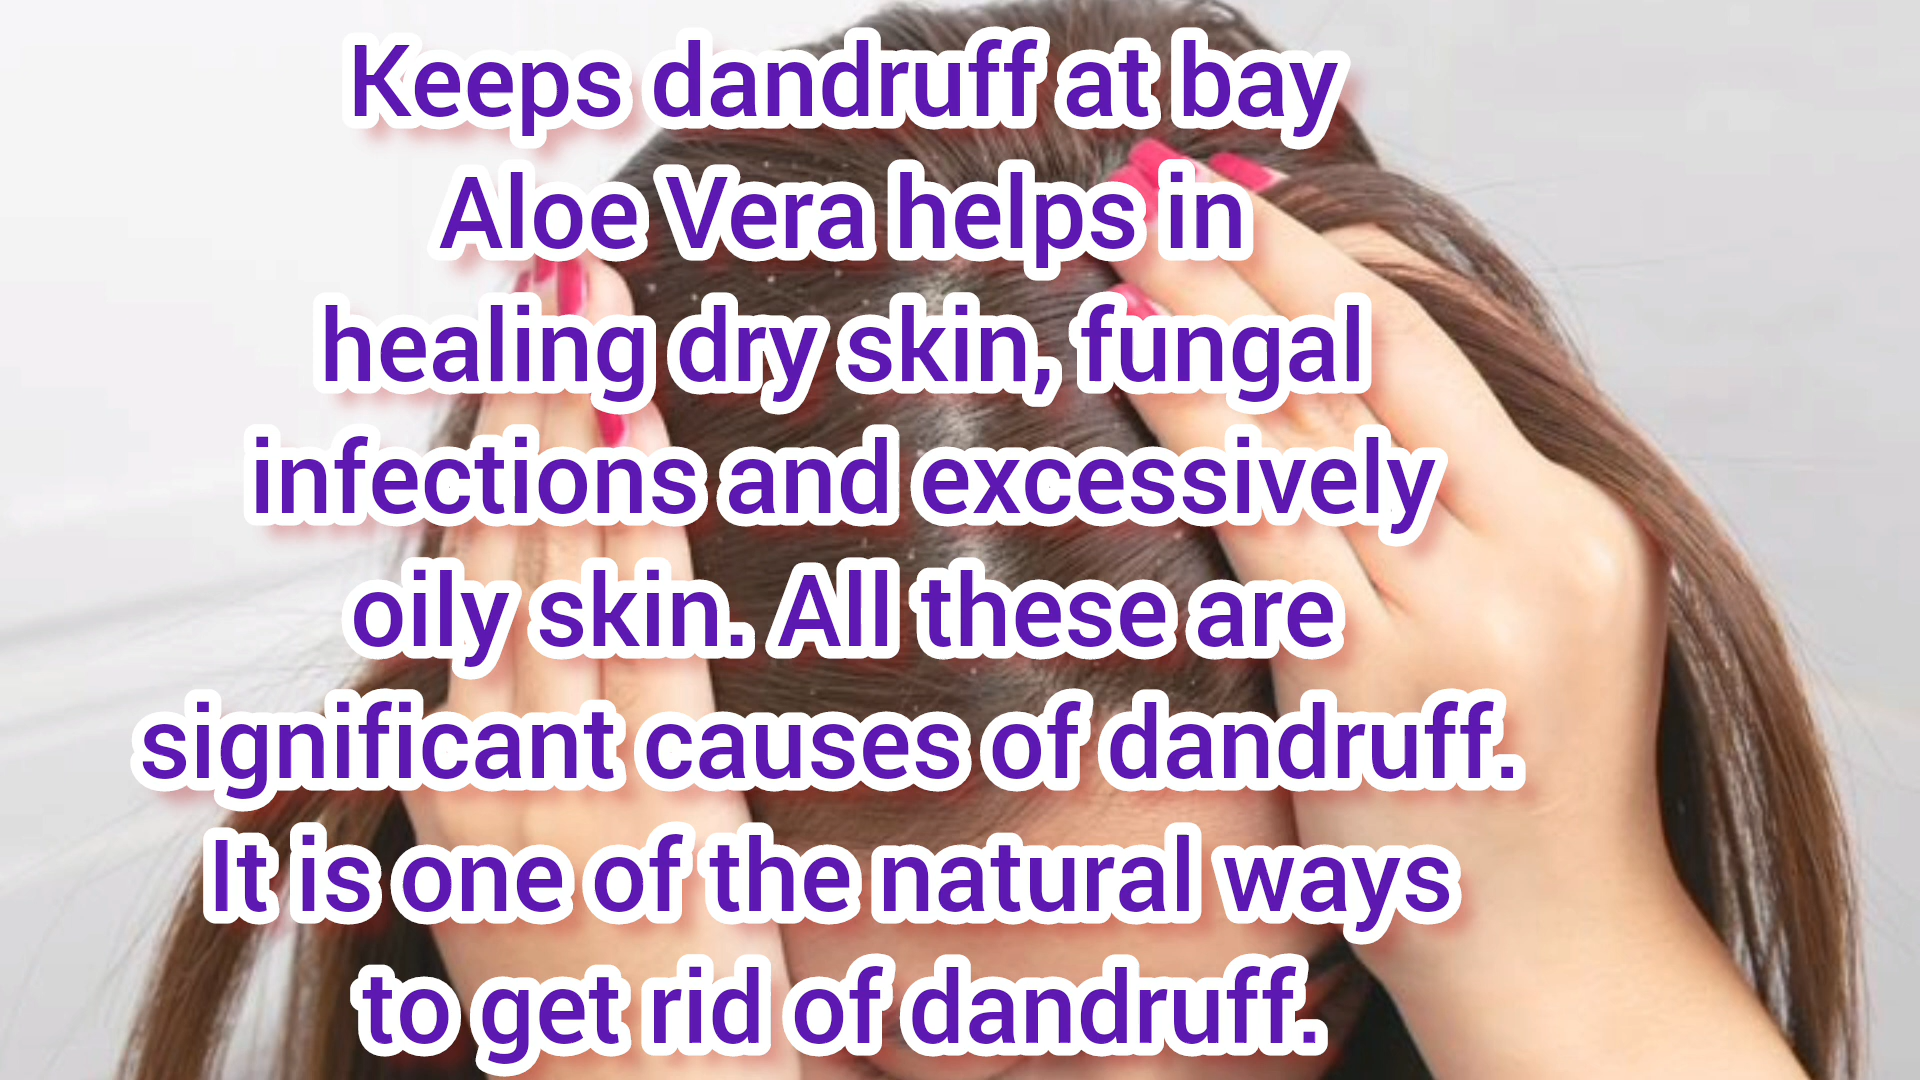 Keeps dandruff at bay
Aloe Vera helps in
healing dry skin, fungal
infections and excessively
oily skin. All these are
significant causes of dandruff.
It is one of the natural ways
to get rid of dandruff.